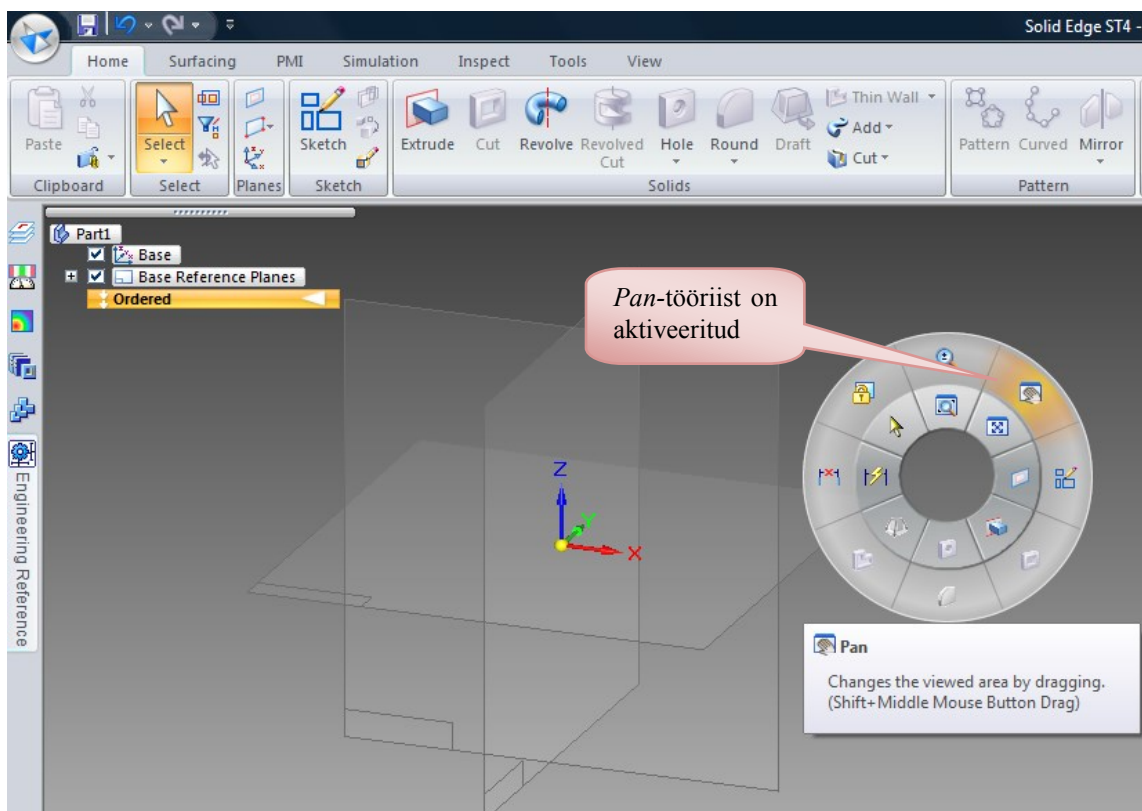 Solid Edge ST4 -
Home Surfacing PMI Simulation Inspect Tools View
Paste
Select
Sketch
Extrude Cut Revolve Revolved Cut Hole Round Draft
Thin Wall
Add
Cut
Pattern Curved Mirror
Clipboard Select Planes Sketch Solids Pattern
Part1
Base
Base Reference Planes
Ordered
Engineering Reference
Pan-tööriist on
aktiveeritud
Z
Y
X
Pan
Changes the viewed area by dragging.
(Shift+Middle Mouse Button Drag)